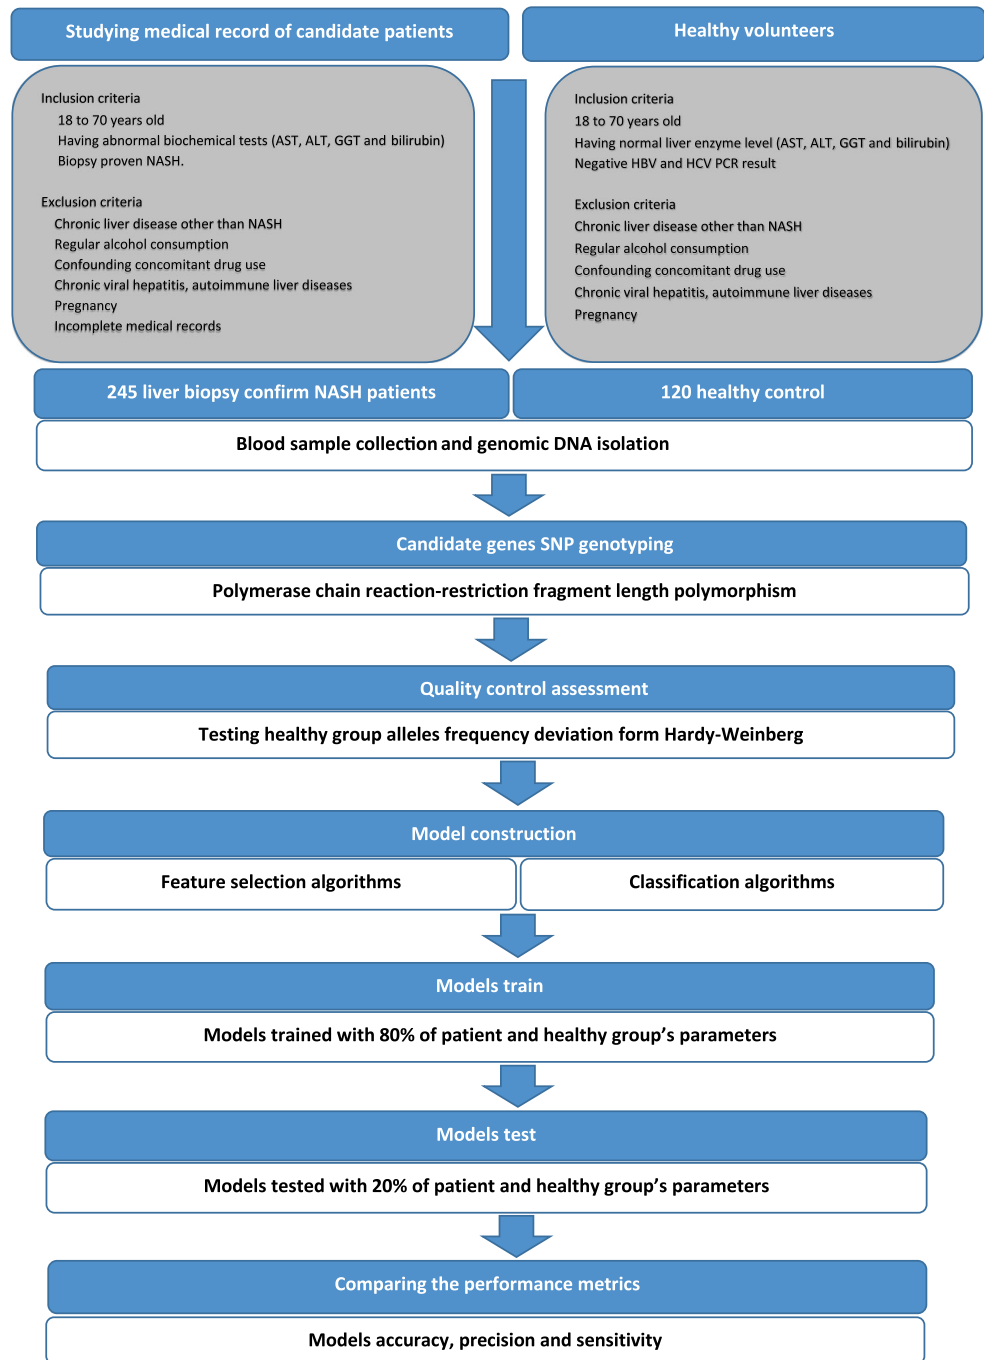 Studying medical record of candidate patients
Healthy volunteers
Inclusion criteria
18 to 70 years old
Having abnormal biochemical tests (AST, ALT, GGT and bilirubin)
Biopsy proven NASH.
Exclusion criteria
Chronic liver disease other than NASH
Regular alcohol consumption
Confounding concomitant drug use
Chronic viral hepatitis, autoimmune liver diseases
Pregnancy
Incomplete medical records
Inclusion criteria
18 to 70 years old
Having normal liver enzyme level (AST, ALT, GGT and bilirubin)
Negative HBV and HCV PCR result
Exclusion criteria
Chronic liver disease other than NASH
Regular alcohol consumption
Confounding concomitant drug use
Chronic viral hepatitis, autoimmune liver diseases
Pregnancy
245 liver biopsy confirm NASH patients
120 healthy control
Blood sample collection and genomic DNA isolation
Candidate genes SNP genotyping
Polymerase chain reaction-restriction fragment length polymorphism
Quality control assessment
Testing healthy group alleles frequency deviation form Hardy-Weinberg
Model construction
Feature selection algorithms
Classification algorithms
Models train
Models trained with 80% of patient and healthy group's parameters
Models test
Models tested with 20% of patient and healthy group's parameters
Comparing the performance metrics
Models accuracy, precision and sensitivity